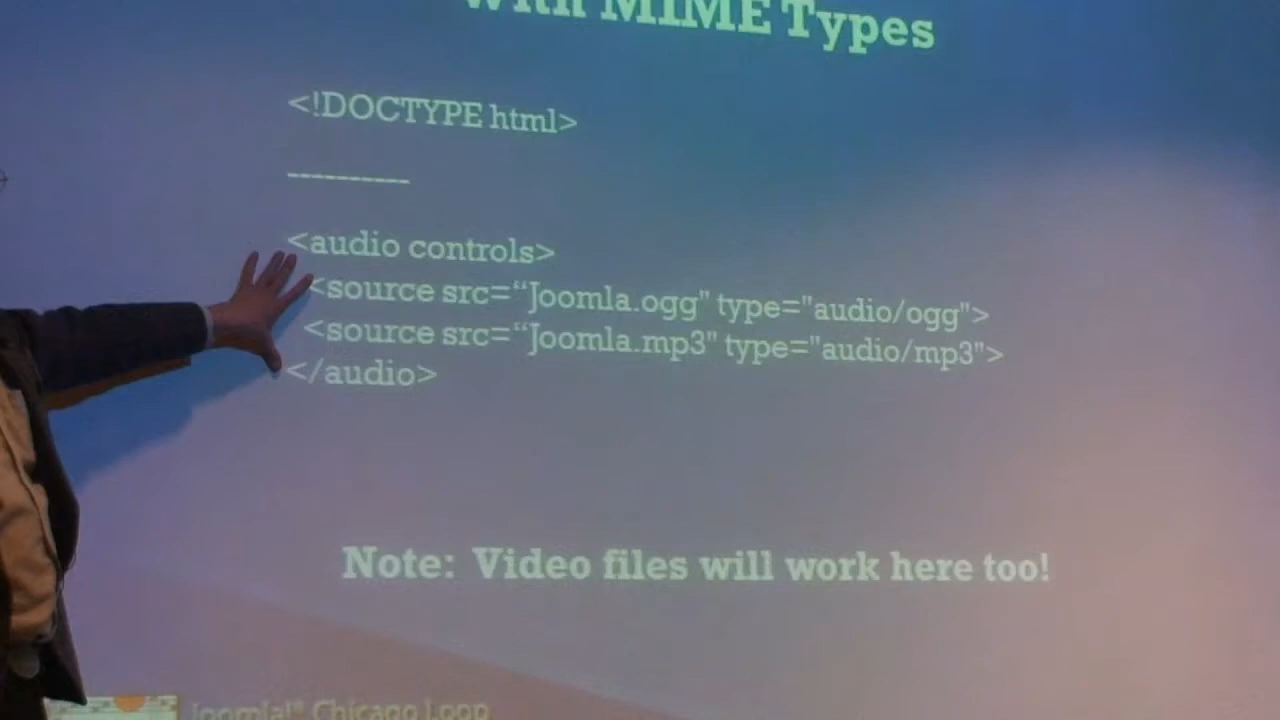 with MIME Types
<!DOCTYPE html>
----------
<audio controls>
<source src=“Joomla.ogg" type="audio/ogg">
<source src=“Joomla.mp3" type="audio/mp3">
</audio>
Note: Video files will work here too!
Joomla!® Chicago Loop